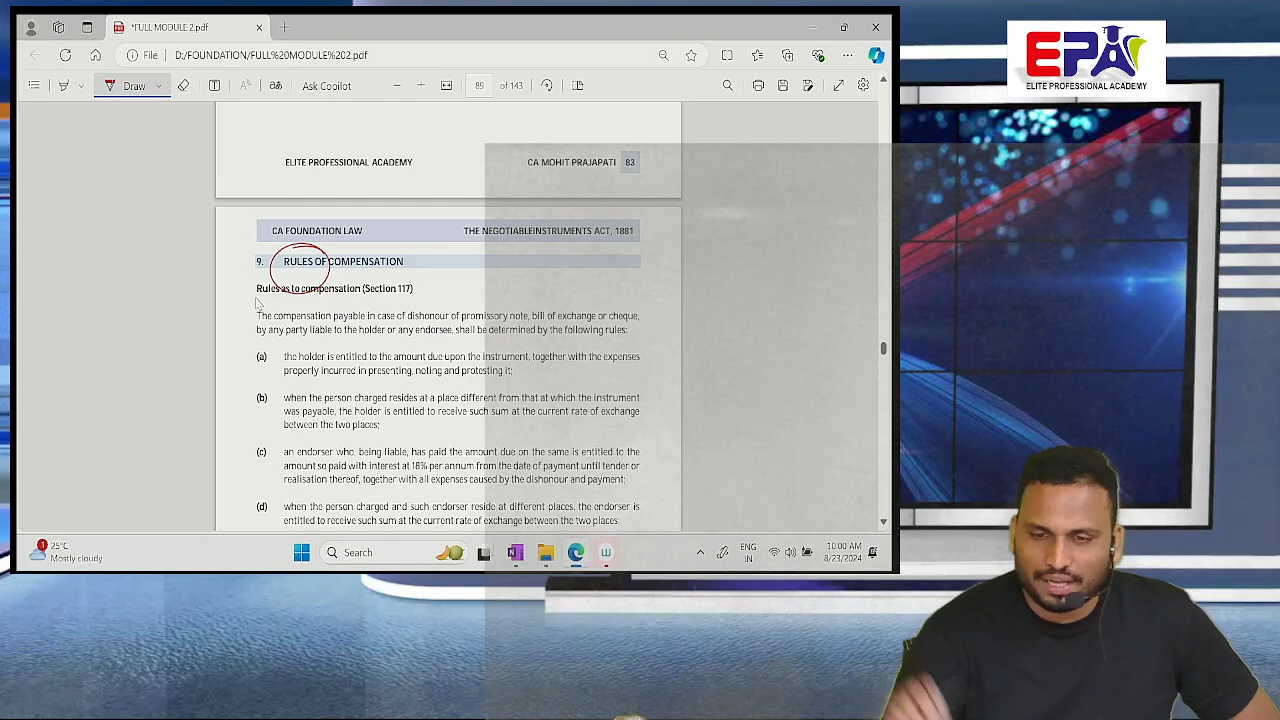 *FULL MODULE 2.pdf
File
D:/FOUNDATION/FULL%20MODULE
Draw
89 of 143
ELITE PROFESSIONAL ACADEMY
CA MOHIT PRAJAPATI 83
CA FOUNDATION LAW
THE NEGOTIABLEINSTRUMENTS ACT, 1881
9. RULES OF COMPENSATION
Rules as to compensation (Section 117)
The compensation payable in case of dishonour of promissory note, bill of exchange or cheque,
by any party liable to the holder or any endorsee, shall be determined by the following rules:
(a) the holder is entitled to the amount due upon the instrument, together with the expenses
properly incurred in presenting, noting and protesting it;
(b) when the person charged resides at a place different from that at which the instrument
was payable, the holder is entitled to receive such sum at the current rate of exchange
between the two places;
(c) an endorser who, being liable, has paid the amount due on the same is entitled to the
amount so paid with interest at 18% per annum from the date of payment until tender or
realisation thereof, together with all expenses caused by the dishonour and payment;
(d) when the person charged and such endorser reside at different places, the endorser is
entitled to receive such sum at the current rate of exchange between the two places;
1
25°C
Mostly cloudy
Search
ENG
IN
10:00 AM
8/23/2024
EPA
ELITE PROFESSIONAL ACADEMY